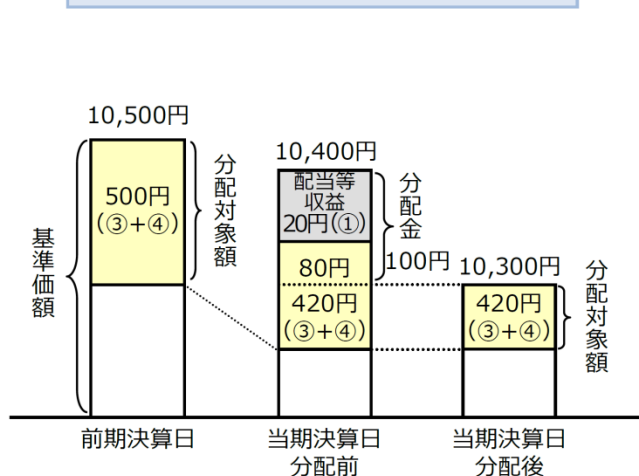 10,500円
500円
(③+④)
分配対象額
基準価額
10,400円
配当等
収益
20円(①)
分配金
100円
80円
420円
(③+④)
10,300円
420円
(③+④)
分配対象額
前期決算日
当期決算日
分配前
当期決算日
分配後